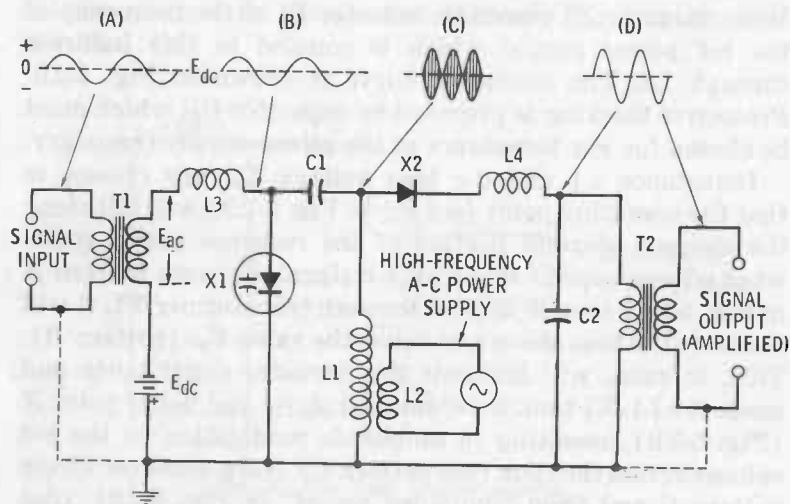 (A)
(B)
(C)
(D)
+
0
−
Edc
SIGNAL
INPUT
T1
Eac
L3
C1
X2
L4
X1
HIGH-FREQUENCY
A-C POWER
SUPPLY
L1
L2
C2
T2
SIGNAL
OUTPUT
(AMPLIFIED)
Edc